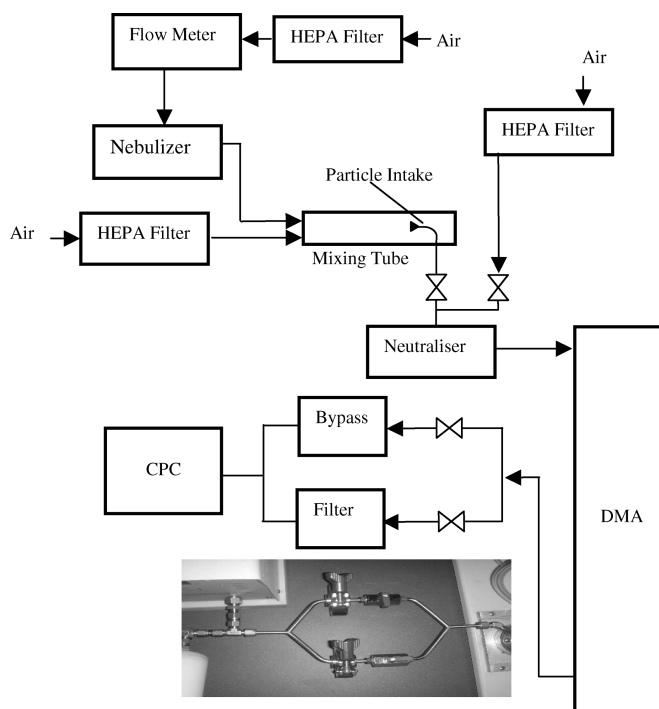 Flow Meter
HEPA Filter
Air
Air
HEPA Filter
Nebulizer
Particle Intake
Air
HEPA Filter
Mixing Tube
Neutraliser
Bypass
CPC
Filter
DMA